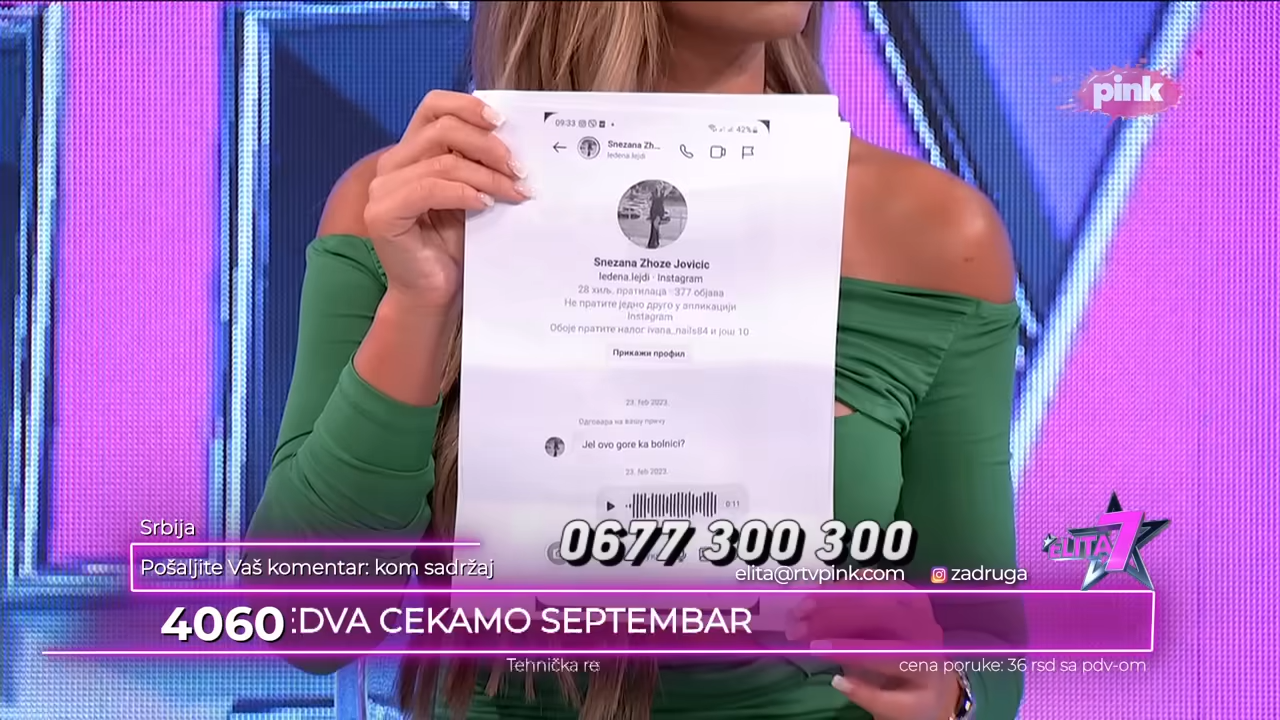 pink
09:33
42%
Snezana Zh...
ledena.lejdi
Snezana Zhoze Jovicic
ledena.lejdi · Instagram
28 хиљ. пратилаца · 377 објава
Не пратите једно друго у апликацији
Instagram
Обоје пратите налог ivana_nails84 и још 10
Прикажи профил
23. feb 2023.
Одговара на вашу причу
Jel ovo gore ka bolnici?
23. feb 2023.
0:11
Srbija
0677 300 300
Pošaljite Vaš komentar: kom sadržaj
elita@rtvpink.com
zadruga
ELITA 7
4060
:DVA CEKAMO SEPTEMBAR
Tehnička re
cena poruke: 36 rsd sa pdv-om